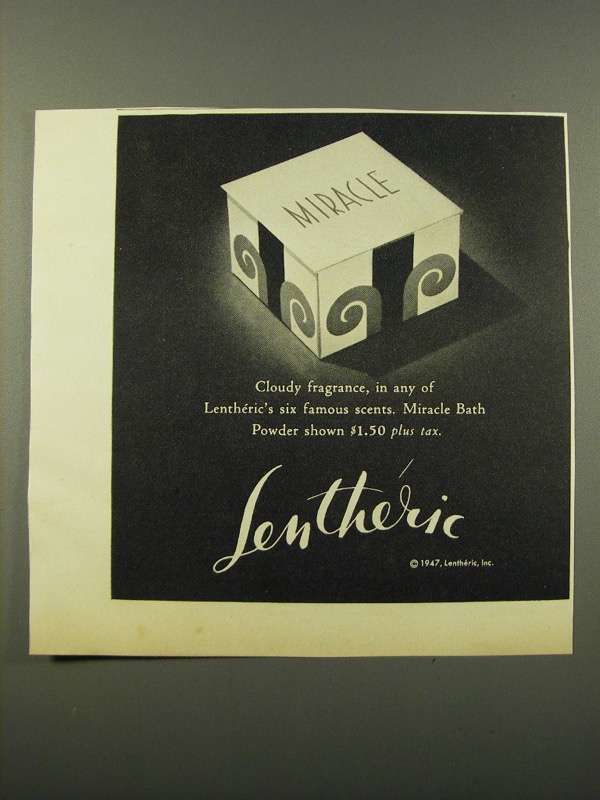 MIRACLE
Cloudy fragrance, in any of
Lenthéric's six famous scents. Miracle Bath
Powder shown $1.50 plus tax.
Lenthéric
© 1947, Lenthéric, Inc.